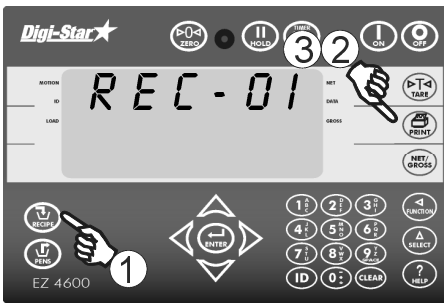 Digi-Star
ZERO
HOLD
TIMER
3
2
ON
OFF
MOTION
ID
LOAD
REC-01
NET
DATA
GROSS
TARE
PRINT
NET/
GROSS
RECIPE
PENS
1
EZ 4600
ENTER
1 A B C
2 D E F
3 G H I
4 J K L
5 M N O
6 P Q R
7 S T U
8 V W X
9 Y Z SPACE
ID
0
CLEAR
FUNCTION
SELECT
?
HELP